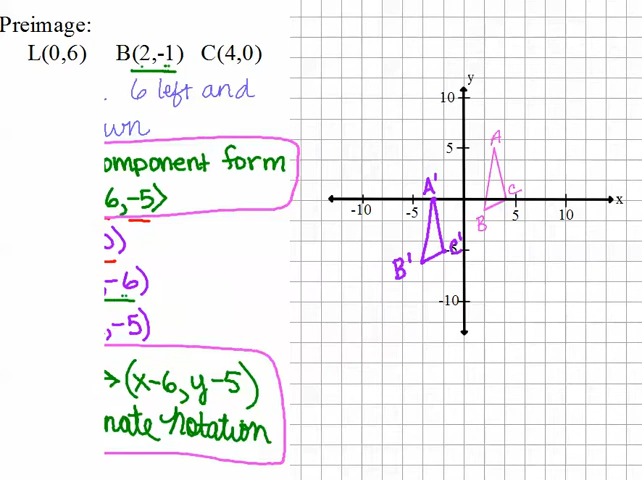 Preimage:
L(0,6) B(2,-1) C(4,0)
. 6 left and
wn
omponent form
6,-5>
)
,-6)
,-5)
>(x-6, y-5)
nate notation
y
10
5
-10 -5 5 10 x
-5
-10
A
B
C
A'
B'
C'